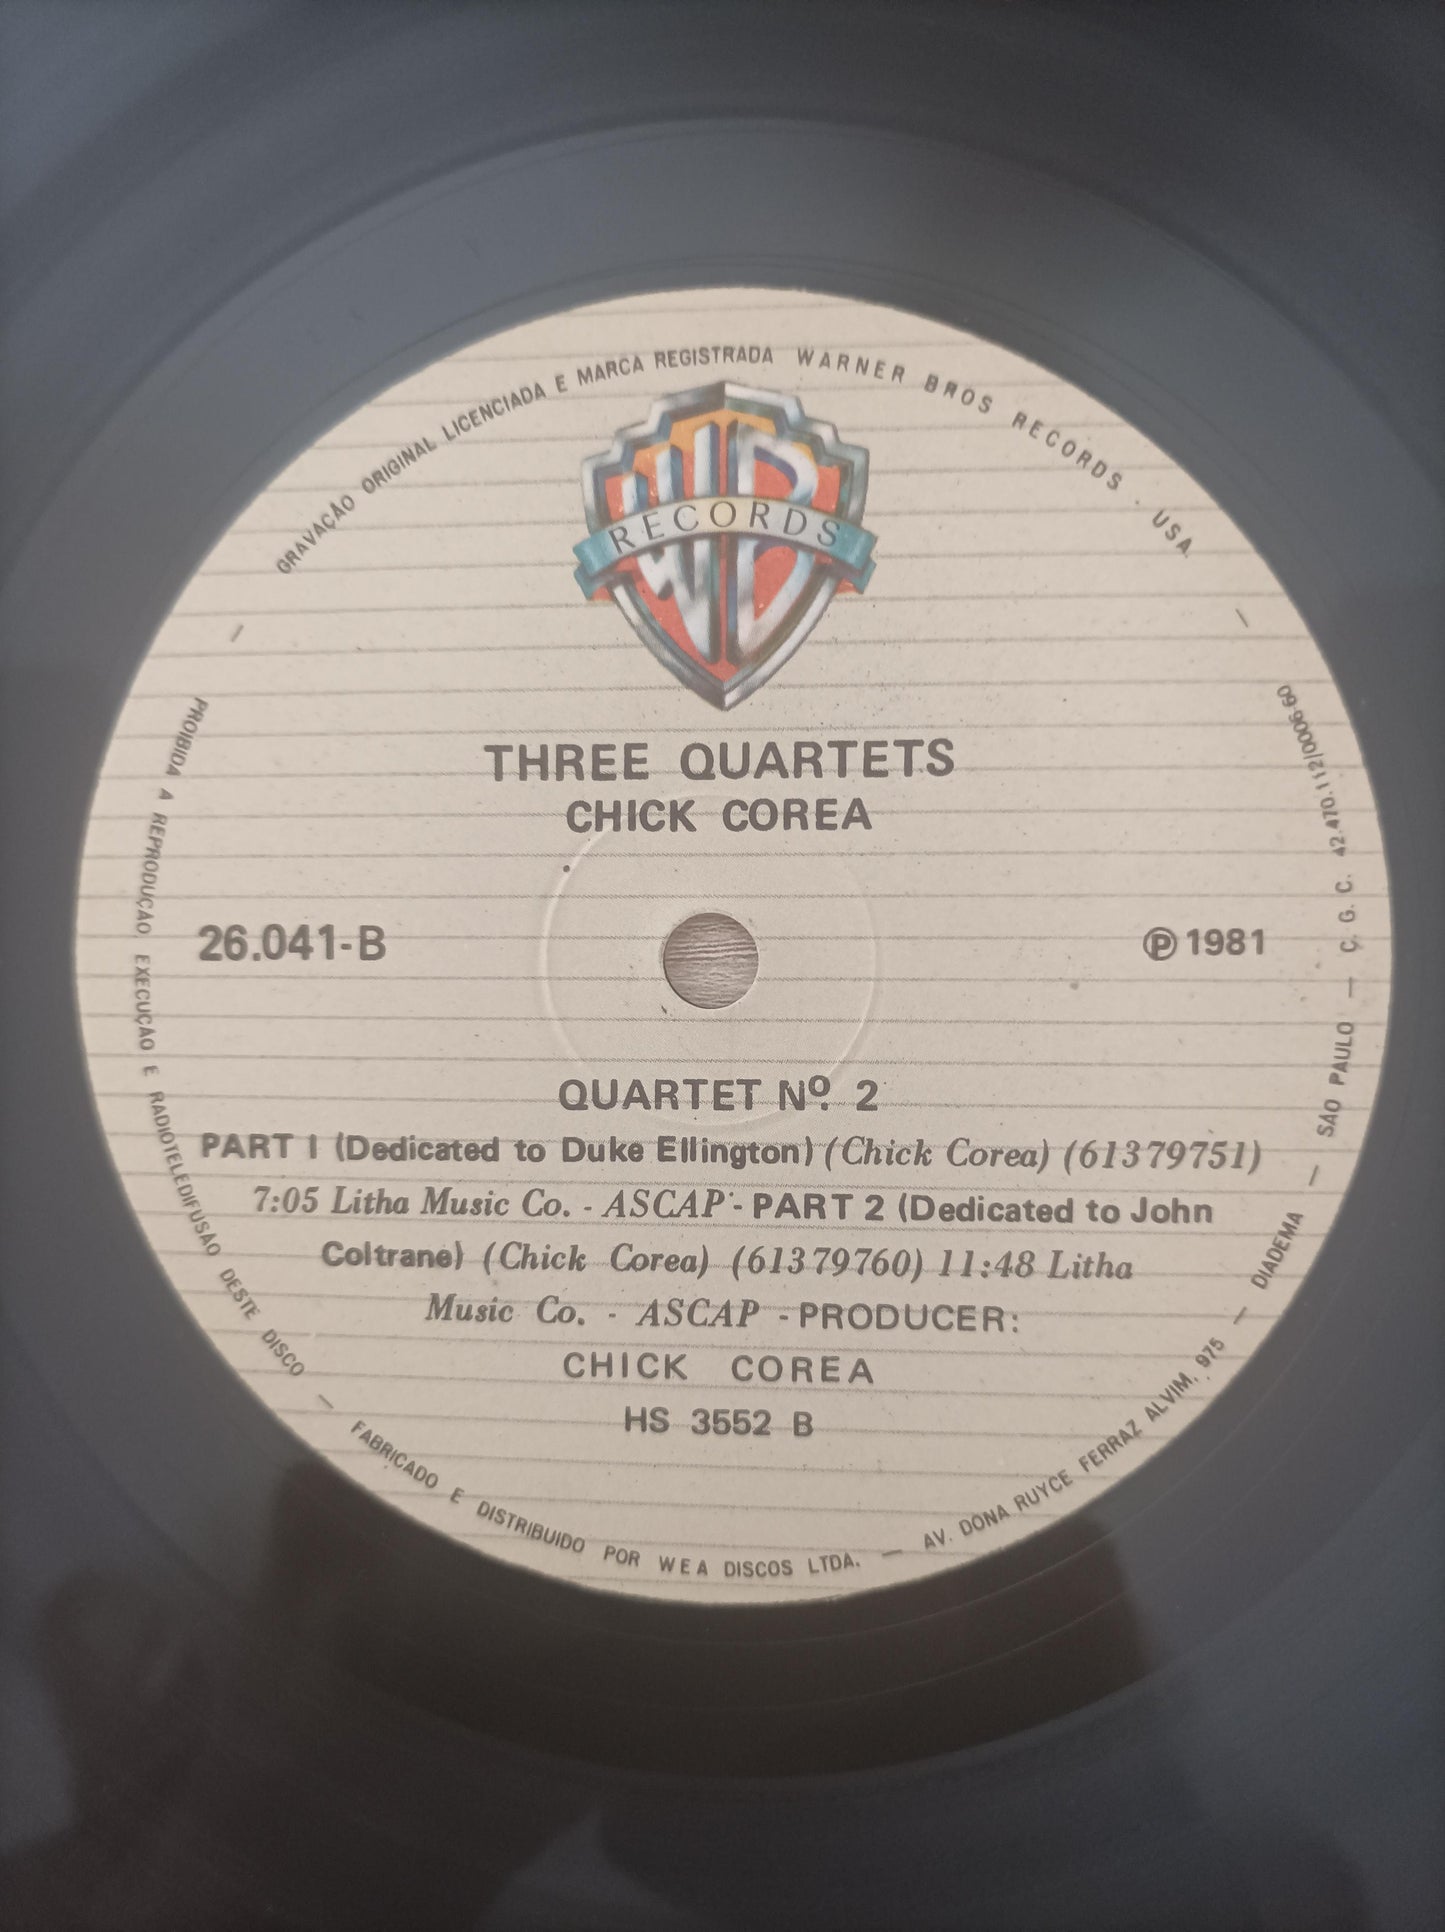 GRAVAÇÃO ORIGINAL LICENCIADA E MARCA REGISTRADA WARNER BROS RECORDS · USA.
WB
RECORDS
THREE QUARTETS
CHICK COREA
26.041-B
℗ 1981
QUARTET Nº. 2
PART I (Dedicated to Duke Ellington) (Chick Corea) (61379751)
7:05 Litha Music Co. - ASCAP - PART 2 (Dedicated to John
Coltrane) (Chick Corea) (61379760) 11:48 Litha
Music Co. - ASCAP - PRODUCER:
CHICK COREA
HS 3552 B
PROIBIDA A REPRODUÇÃO, EXECUÇÃO E RADIOTELEDIFUSÃO DESTE DISCO — FABRICADO E DISTRIBUIDO POR WEA DISCOS LTDA. — AV. DONA RUYCE FERRAZ ALVIM, 975 — DIADEMA — SÃO PAULO — C. G. C. 42.470.112/0006-60